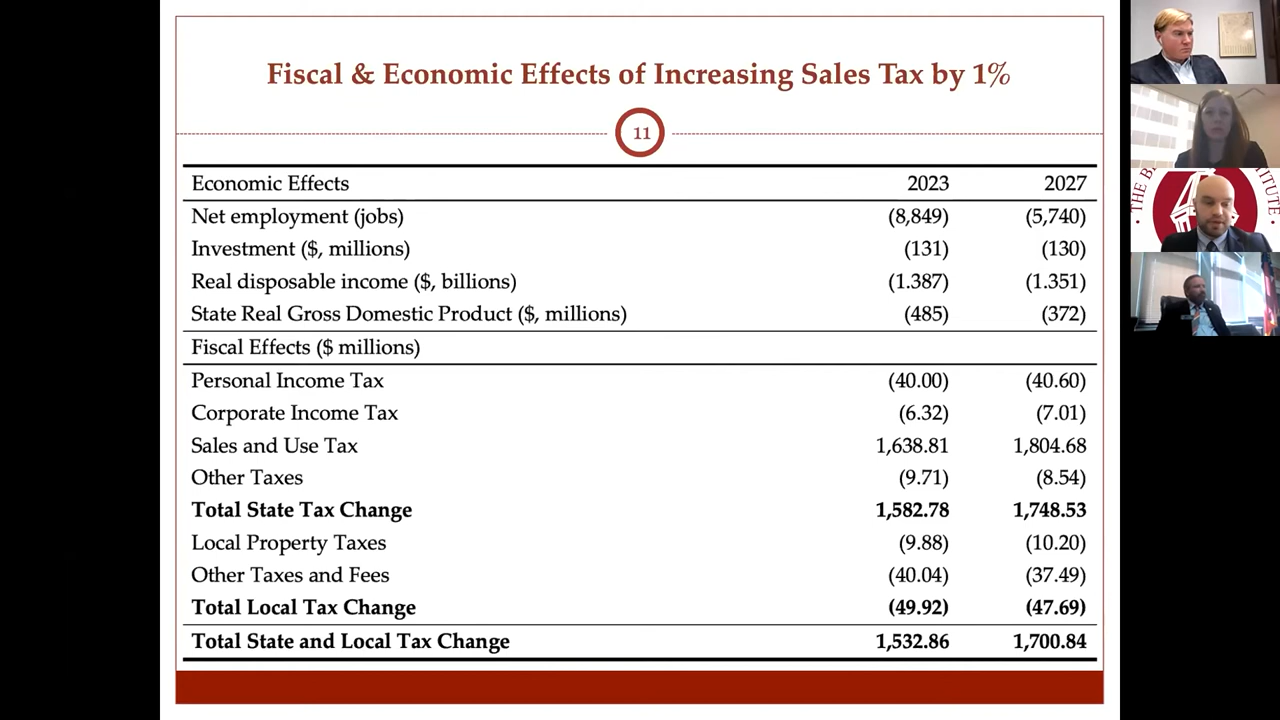 Fiscal & Economic Effects of Increasing Sales Tax by 1%
11
Economic Effects 2023 2027
Net employment (jobs) (8,849) (5,740)
Investment ($, millions) (131) (130)
Real disposable income ($, billions) (1.387) (1.351)
State Real Gross Domestic Product ($, millions) (485) (372)
Fiscal Effects ($ millions)
Personal Income Tax (40.00) (40.60)
Corporate Income Tax (6.32) (7.01)
Sales and Use Tax 1,638.81 1,804.68
Other Taxes (9.71) (8.54)
Total State Tax Change 1,582.78 1,748.53
Local Property Taxes (9.88) (10.20)
Other Taxes and Fees (40.04) (37.49)
Total Local Tax Change (49.92) (47.69)
Total State and Local Tax Change 1,532.86 1,700.84
THE